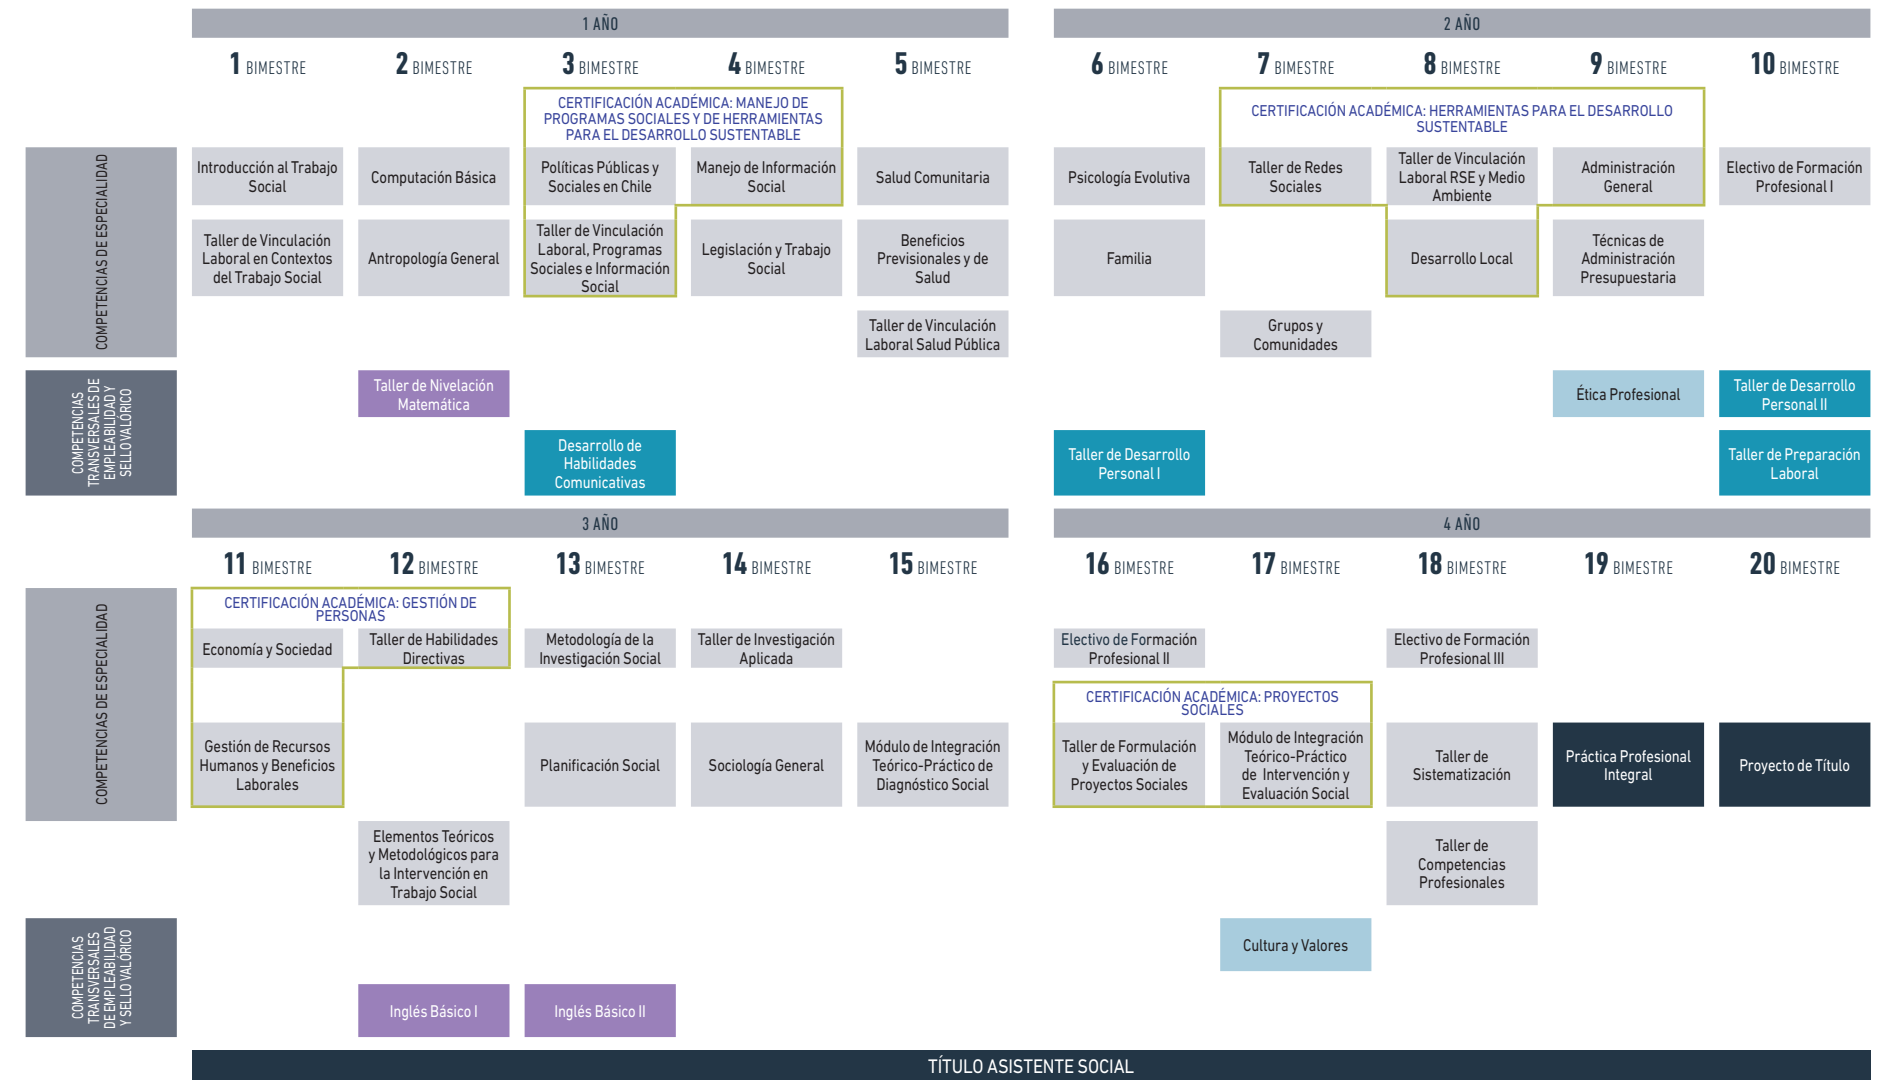 1 AÑO
2 AÑO
1 BIMESTRE
2 BIMESTRE
3 BIMESTRE
4 BIMESTRE
5 BIMESTRE
6 BIMESTRE
7 BIMESTRE
8 BIMESTRE
9 BIMESTRE
10 BIMESTRE
CERTIFICACIÓN ACADÉMICA: MANEJO DE
PROGRAMAS SOCIALES Y DE HERRAMIENTAS
PARA EL DESARROLLO SUSTENTABLE
CERTIFICACIÓN ACADÉMICA: HERRAMIENTAS PARA EL DESARROLLO
SUSTENTABLE
COMPETENCIAS DE ESPECIALIDAD
Introducción al Trabajo
Social
Computación Básica
Políticas Públicas y
Sociales en Chile
Manejo de Información
Social
Salud Comunitaria
Psicología Evolutiva
Taller de Redes
Sociales
Taller de Vinculación
Laboral RSE y Medio
Ambiente
Administración
General
Electivo de Formación
Profesional I
Taller de Vinculación
Laboral en Contextos
del Trabajo Social
Antropología General
Taller de Vinculación
Laboral, Programas
Sociales e Información
Social
Legislación y Trabajo
Social
Beneficios
Previsionales y de
Salud
Familia
Desarrollo Local
Técnicas de
Administración
Presupuestaria
Taller de Vinculación
Laboral Salud Pública
Grupos y
Comunidades
COMPETENCIAS
TRANSVERSALES DE
EMPLEABILIDAD Y
SELLO VALÓRICO
Taller de Nivelación
Matemática
Ética Profesional
Taller de Desarrollo
Personal II
Desarrollo de
Habilidades
Comunicativas
Taller de Desarrollo
Personal I
Taller de Preparación
Laboral
3 AÑO
4 AÑO
11 BIMESTRE
12 BIMESTRE
13 BIMESTRE
14 BIMESTRE
15 BIMESTRE
16 BIMESTRE
17 BIMESTRE
18 BIMESTRE
19 BIMESTRE
20 BIMESTRE
CERTIFICACIÓN ACADÉMICA: GESTIÓN DE
PERSONAS
COMPETENCIAS DE ESPECIALIDAD
Economía y Sociedad
Taller de Habilidades
Directivas
Metodología de la
Investigación Social
Taller de Investigación
Aplicada
Electivo de Formación
Profesional II
Electivo de Formación
Profesional III
CERTIFICACIÓN ACADÉMICA: PROYECTOS
SOCIALES
Gestión de Recursos
Humanos y Beneficios
Laborales
Planificación Social
Sociología General
Módulo de Integración
Teórico-Práctico de
Diagnóstico Social
Taller de Formulación
y Evaluación de
Proyectos Sociales
Módulo de Integración
Teórico-Práctico
de Intervención y
Evaluación Social
Taller de
Sistematización
Práctica Profesional
Integral
Proyecto de Título
Elementos Teóricos
y Metodológicos para
la Intervención en
Trabajo Social
Taller de
Competencias
Profesionales
COMPETENCIAS
TRANSVERSALES
DE EMPLEABILIDAD
Y SELLO VALÓRICO
Cultura y Valores
Inglés Básico I
Inglés Básico II
TÍTULO ASISTENTE SOCIAL